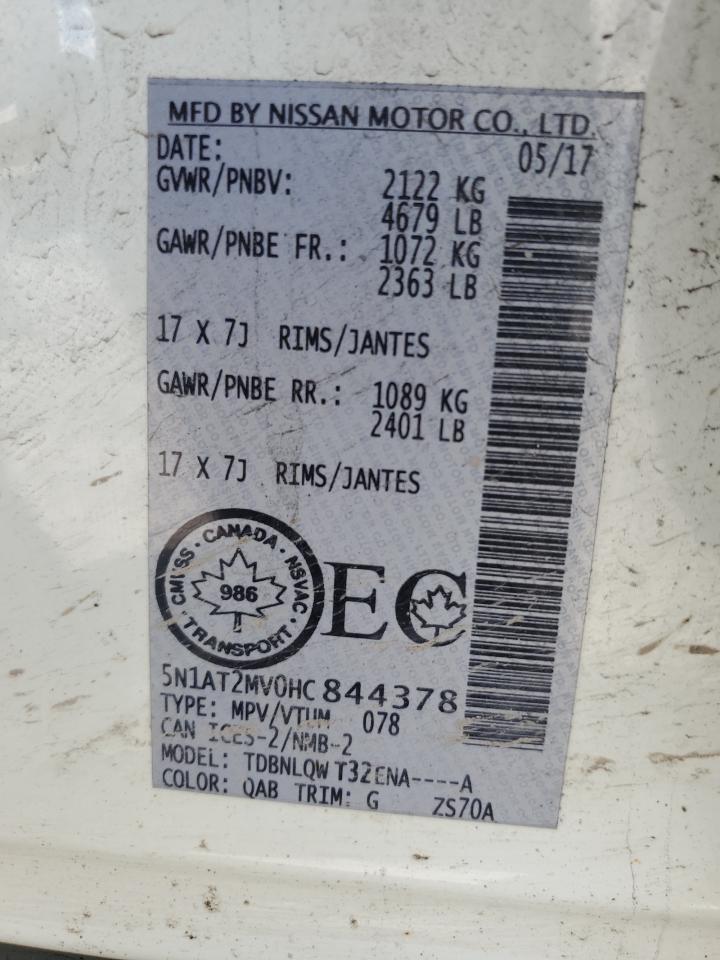 MFD BY NISSAN MOTOR CO., LTD.
DATE: 05/17
GVWR/PNBV: 2122 KG
4679 LB
GAWR/PNBE FR.: 1072 KG
2363 LB
17 X 7J RIMS/JANTES
GAWR/PNBE RR.: 1089 KG
2401 LB
17 X 7J RIMS/JANTES
CMVSS · CANADA · NSVAC · TRANSPORT ·
986
EC
5N1AT2MV0HC844378
TYPE: MPV/VTUM 078
CAN ICES-2/NMB-2
MODEL: TDBNLQW T32ENA----A
COLOR: QAB TRIM: G ZS70A